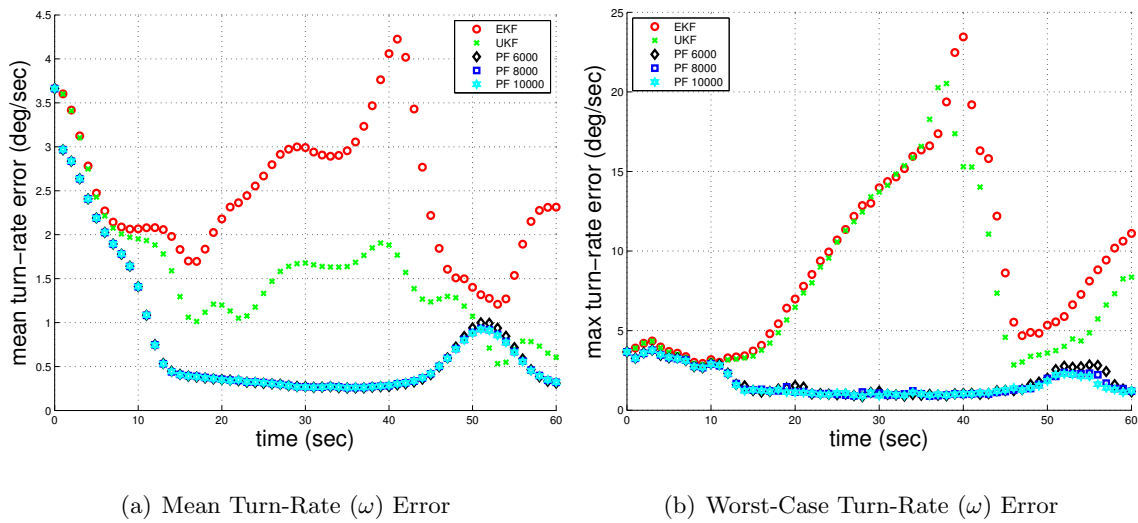 5
4.5
4
3.5
3
2.5
2
1.5
1
0.5
0
0 10 20 30 40 50 60
mean turn−rate error (deg/sec)
time (sec)
EKF
UKF
PF 6000
PF 8000
PF 10000
(a) Mean Turn-Rate (ω) Error
25
20
15
10
5
0
0 10 20 30 40 50 60
max turn−rate error (deg/sec)
time (sec)
EKF
UKF
PF 6000
PF 8000
PF 10000
(b) Worst-Case Turn-Rate (ω) Error